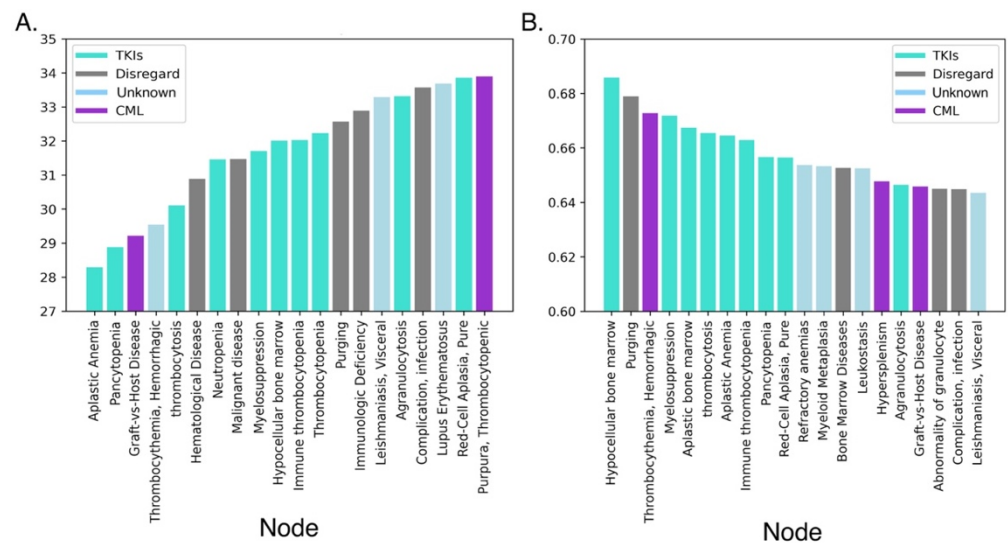 A.
35
34
33
32
31
30
29
28
27
TKIs
Disregard
Unknown
CML
Aplastic Anemia
Pancytopenia
Graft-vs-Host Disease
Thrombocythemia, Hemorrhagic
thrombocytosis
Hematological Disease
Neutropenia
Malignant disease
Myelosuppression
Hypocellular bone marrow
Immune thrombocytopenia
Thrombocytopenia
Purging
Immunologic Deficiency
Leishmaniasis, Visceral
Agranulocytosis
Complication, infection
Lupus Erythematosus
Red-Cell Aplasia, Pure
Purpura, Thrombocytopenic
Node
B.
0.70
0.68
0.66
0.64
0.62
0.60
TKIs
Disregard
Unknown
CML
Hypocellular bone marrow
Purging
Thrombocythemia, Hemorrhagic
Myelosuppression
Aplastic bone marrow
thrombocytosis
Aplastic Anemia
Immune thrombocytopenia
Pancytopenia
Red-Cell Aplasia, Pure
Refractory anemias
Myeloid Metaplasia
Bone Marrow Diseases
Leukostasis
Hypersplenism
Agranulocytosis
Graft-vs-Host Disease
Abnormality of granulocyte
Complication, infection
Leishmaniasis, Visceral
Node